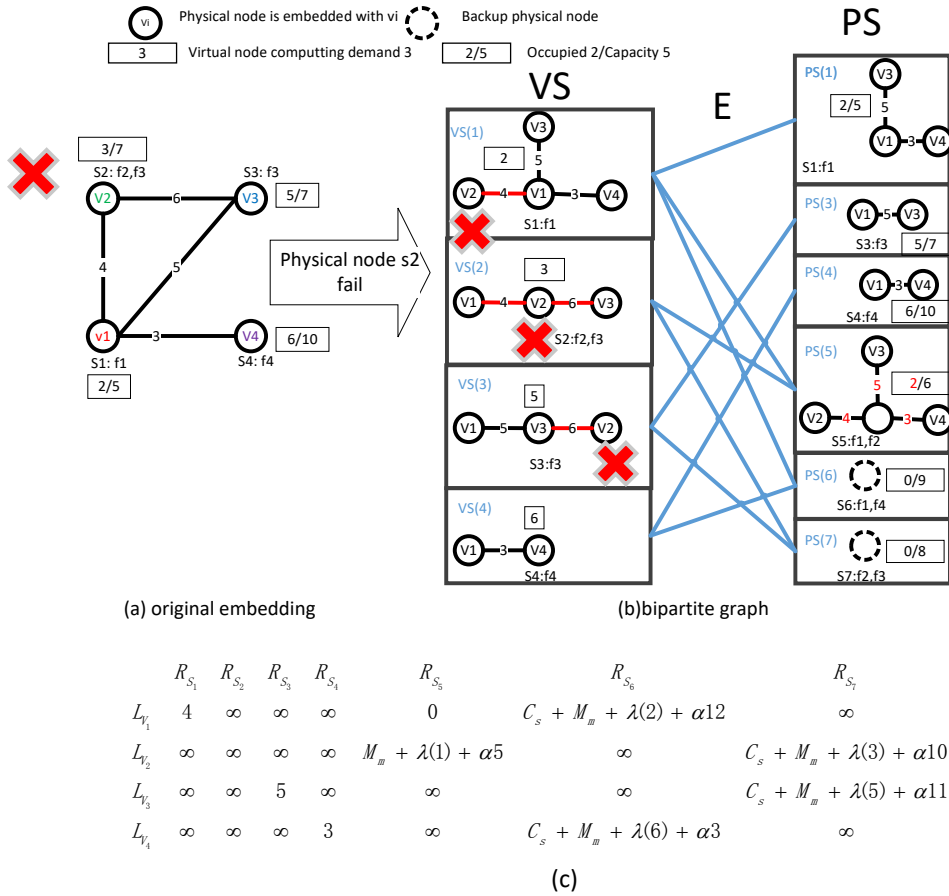 Vi Physical node is embedded with vi Backup physical node
3 Virtual node computting demand 3 2/5 Occupied 2/Capacity 5
PS
VS
E
3/7
S2: f2,f3
V2
6
S3: f3
V3
5/7
4
5
v1
3
V4
S1: f1
S4: f4
6/10
2/5
Physical node s2
fail
VS(1)
V3
2
5
V2 4 V1 3 V4
S1:f1
VS(2)
3
V1 4 V2 6 V3
S2:f2,f3
VS(3)
5
V1 5 V3 6 V2
S3:f3
VS(4)
6
V1 3 V4
S4:f4
PS(1)
V3
2/5
5
V1 3 V4
S1:f1
PS(3)
V1 5 V3
S3:f3 5/7
PS(4)
V1 3 V4
S4:f4 6/10
PS(5)
V3
5 2/6
V2 4 3 V4
S5:f1,f2
PS(6)
0/9
S6:f1,f4
PS(7)
0/8
S7:f2,f3
(a) original embedding
(b)bipartite graph
R_{S_1} R_{S_2} R_{S_3} R_{S_4} R_{S_5} R_{S_6} R_{S_7}
L_{V_1} 4 ∞ ∞ ∞ 0 C_s + M_m + λ(2) + α12 ∞
L_{V_2} ∞ ∞ ∞ ∞ M_m + λ(1) + α5 ∞ C_s + M_m + λ(3) + α10
L_{V_3} ∞ ∞ 5 ∞ ∞ ∞ C_s + M_m + λ(5) + α11
L_{V_4} ∞ ∞ ∞ 3 ∞ C_s + M_m + λ(6) + α3 ∞
(c)